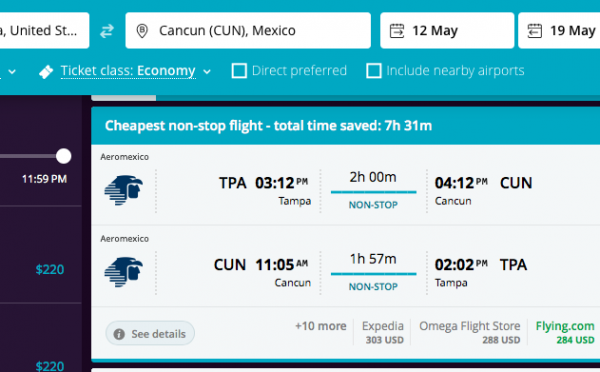 a, United St... Cancun (CUN), Mexico 12 May 19 May
Ticket class: Economy Direct preferred Include nearby airports
11:59 PM
$220
$220
Cheapest non-stop flight - total time saved: 7h 31m
Aeromexico
TPA 03:12 PM 2h 00m 04:12 PM CUN
Tampa NON-STOP Cancun
Aeromexico
CUN 11:05 AM 1h 57m 02:02 PM TPA
Cancun NON-STOP Tampa
See details +10 more Expedia Omega Flight Store Flying.com
303 USD 288 USD 284 USD